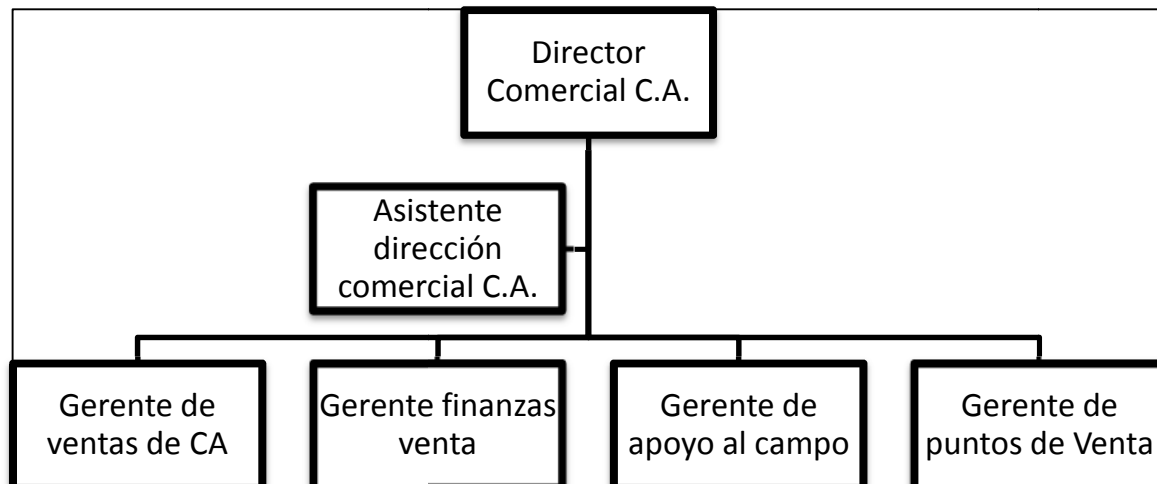 Director
Comercial C.A.
Asistente
dirección
comercial C.A.
Gerente de
ventas de CA
Gerente finanzas
venta
Gerente de
apoyo al campo
Gerente de
puntos de Venta